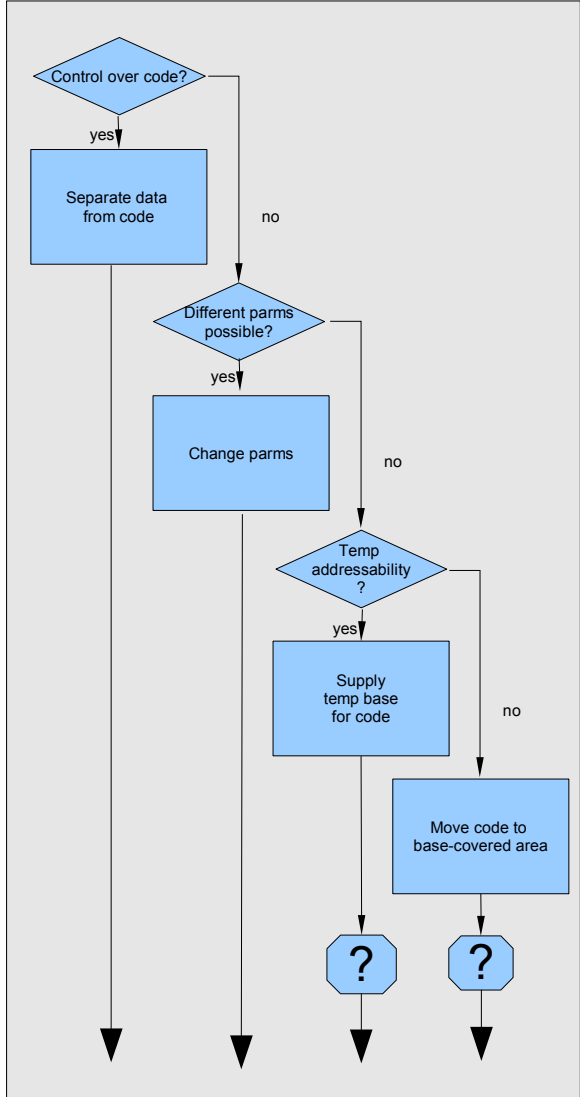 Control over code?
yes
Separate data
from code
no
Different parms
possible?
yes
Change parms
no
Temp
addressability
?
yes
Supply
temp base
for code
no
Move code to
base-covered area
?
?